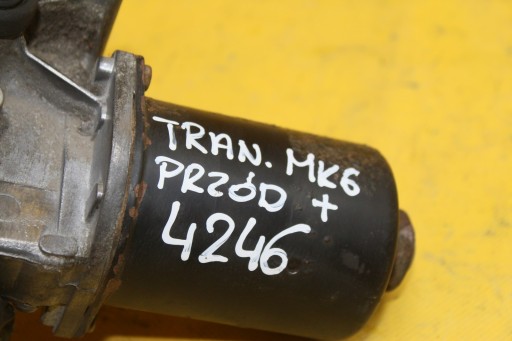 TRAN. MK6
PRZÓD +
4246